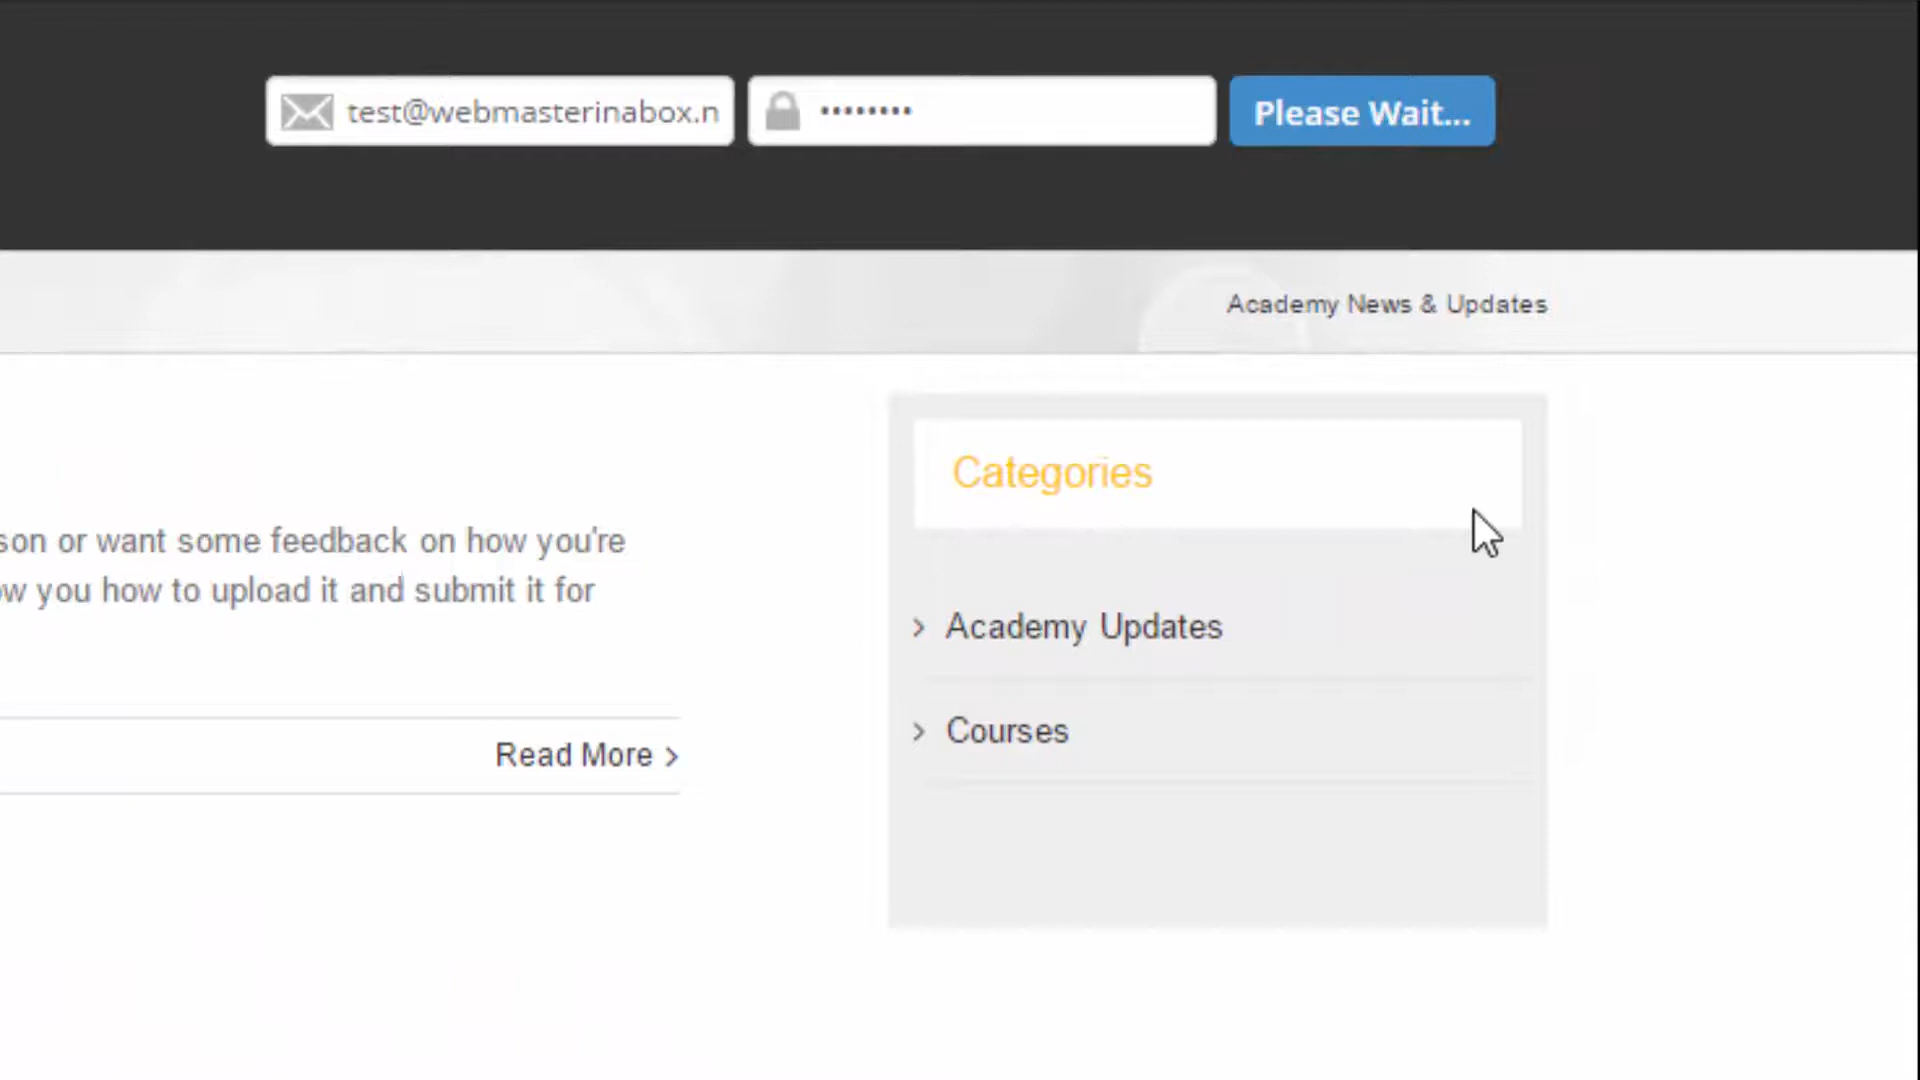 test@webmasterinabox.n
••••••••
Please Wait...
Academy News & Updates
Categories
son or want some feedback on how you're
ow you how to upload it and submit it for
Academy Updates
Courses
Read More